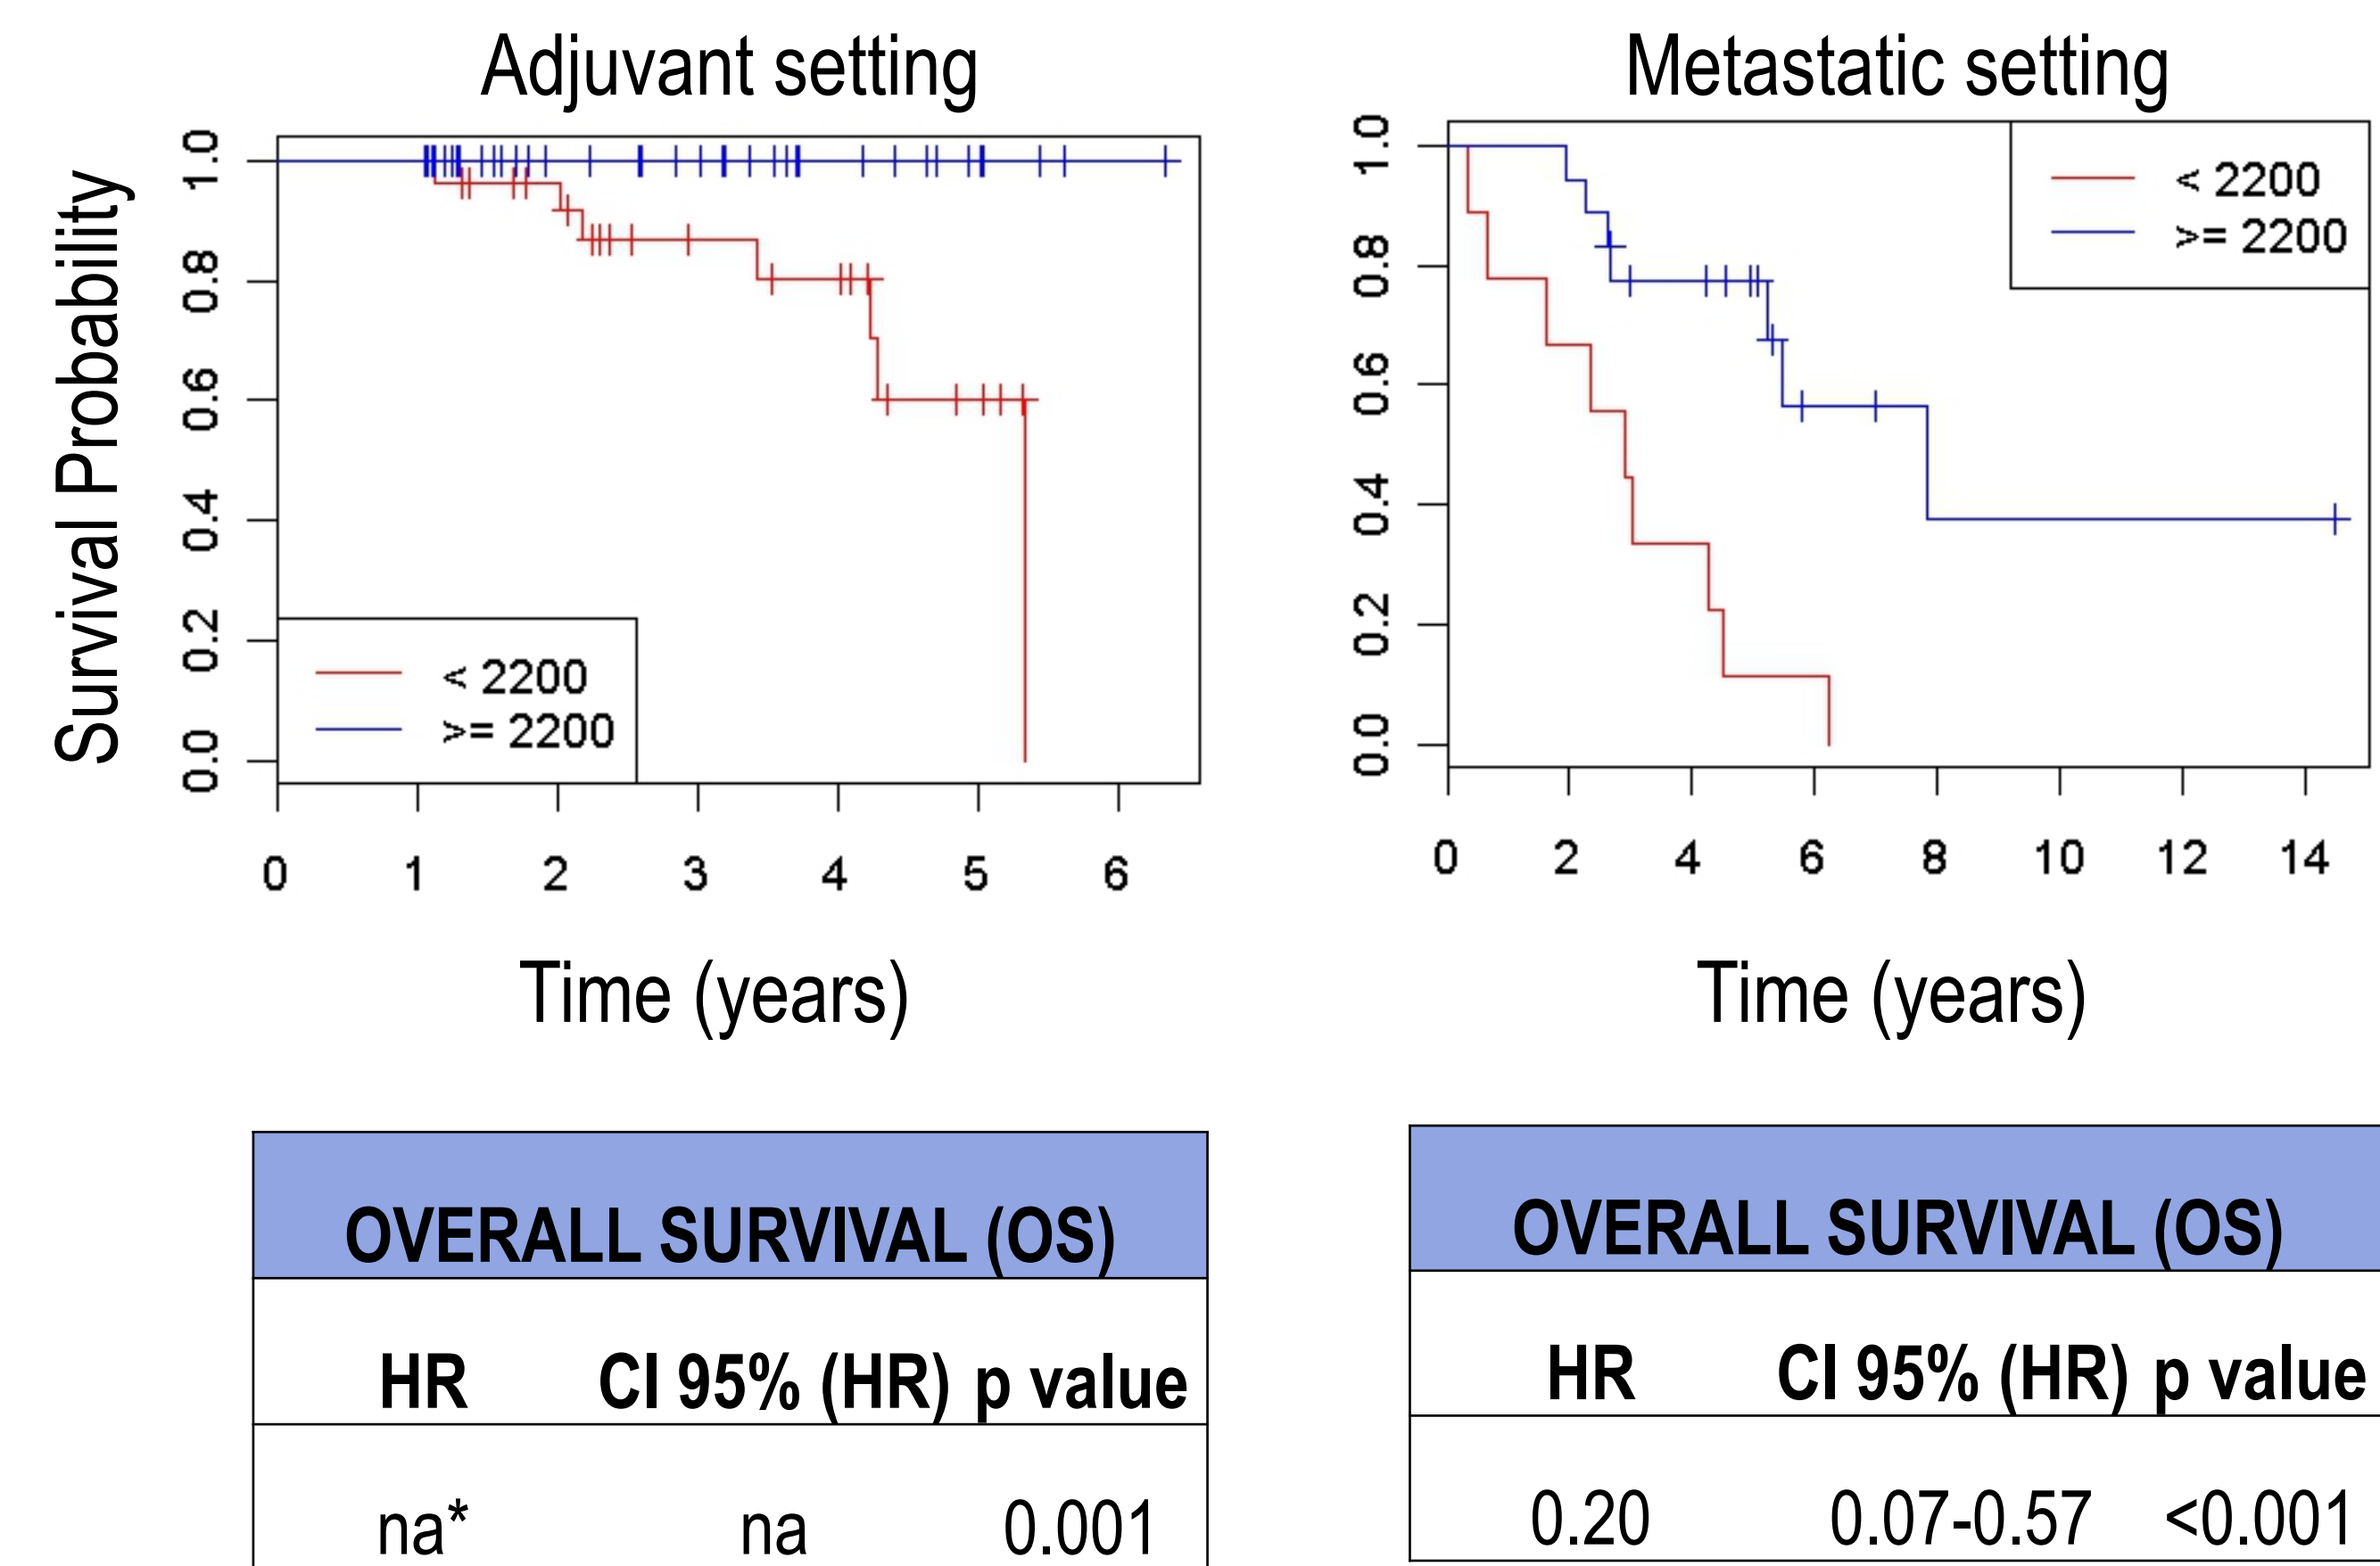 Adjuvant setting
Survival Probability
1.0
0.8
0.6
0.4
0.2
0.0
< 2200
>= 2200
0 1 2 3 4 5 6
Time (years)
Metastatic setting
1.0
0.8
0.6
0.4
0.2
0.0
< 2200
>= 2200
0 2 4 6 8 10 12 14
Time (years)
OVERALL SURVIVAL (OS)
HR CI 95% (HR) p value
na* na 0.001
OVERALL SURVIVAL (OS)
HR CI 95% (HR) p value
0.20 0.07-0.57 <0.001